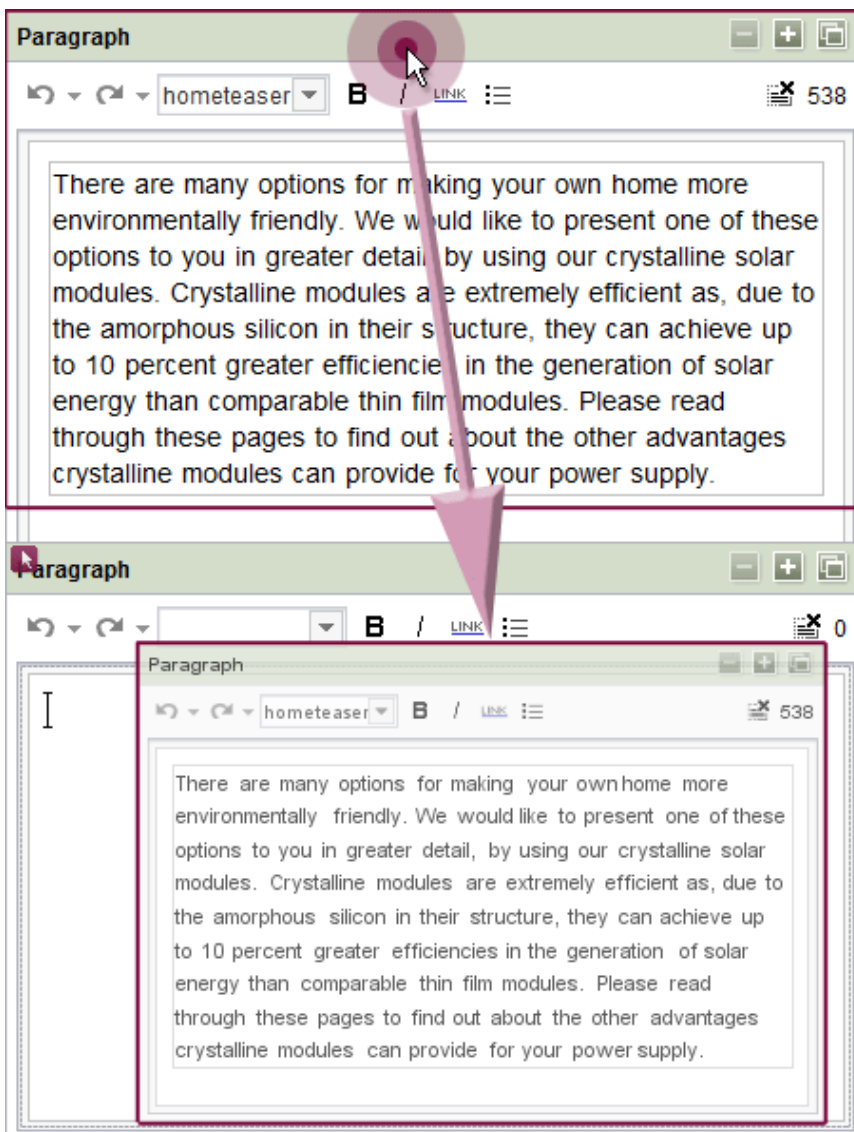 Paragraph
hometeaser B I LINK 538
There are many options for making your own home more
environmentally friendly. We would like to present one of these
options to you in greater detail, by using our crystalline solar
modules. Crystalline modules are extremely efficient as, due to
the amorphous silicon in their structure, they can achieve up
to 10 percent greater efficiencies in the generation of solar
energy than comparable thin film modules. Please read
through these pages to find out about the other advantages
crystalline modules can provide for your power supply.
Paragraph
B I LINK 0
Paragraph
hometeaser B I LINK 538
There are many options for making your own home more
environmentally friendly. We would like to present one of these
options to you in greater detail, by using our crystalline solar
modules. Crystalline modules are extremely efficient as, due to
the amorphous silicon in their structure, they can achieve up
to 10 percent greater efficiencies in the generation of solar
energy than comparable thin film modules. Please read
through these pages to find out about the other advantages
crystalline modules can provide for your power supply.